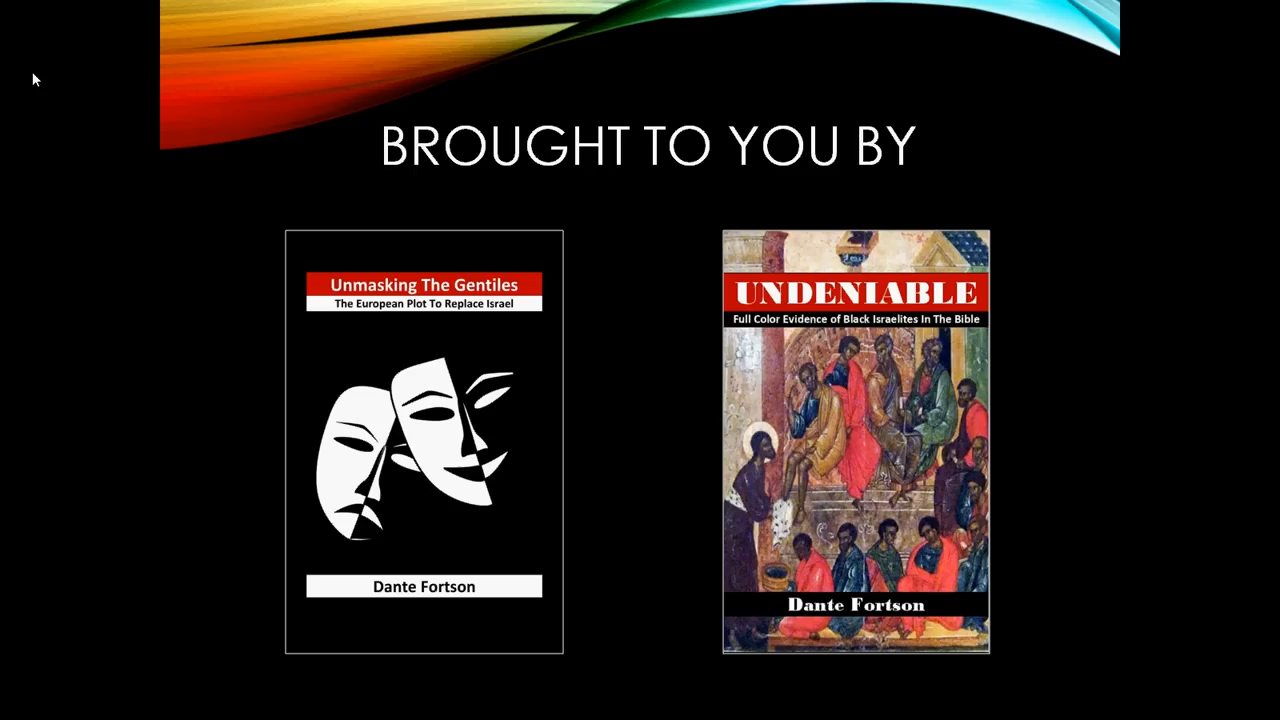 BROUGHT TO YOU BY
Unmasking The Gentiles
The European Plot To Replace Israel
Dante Fortson
UNDENIABLE
Full Color Evidence of Black Israelites In The Bible
Dante Fortson